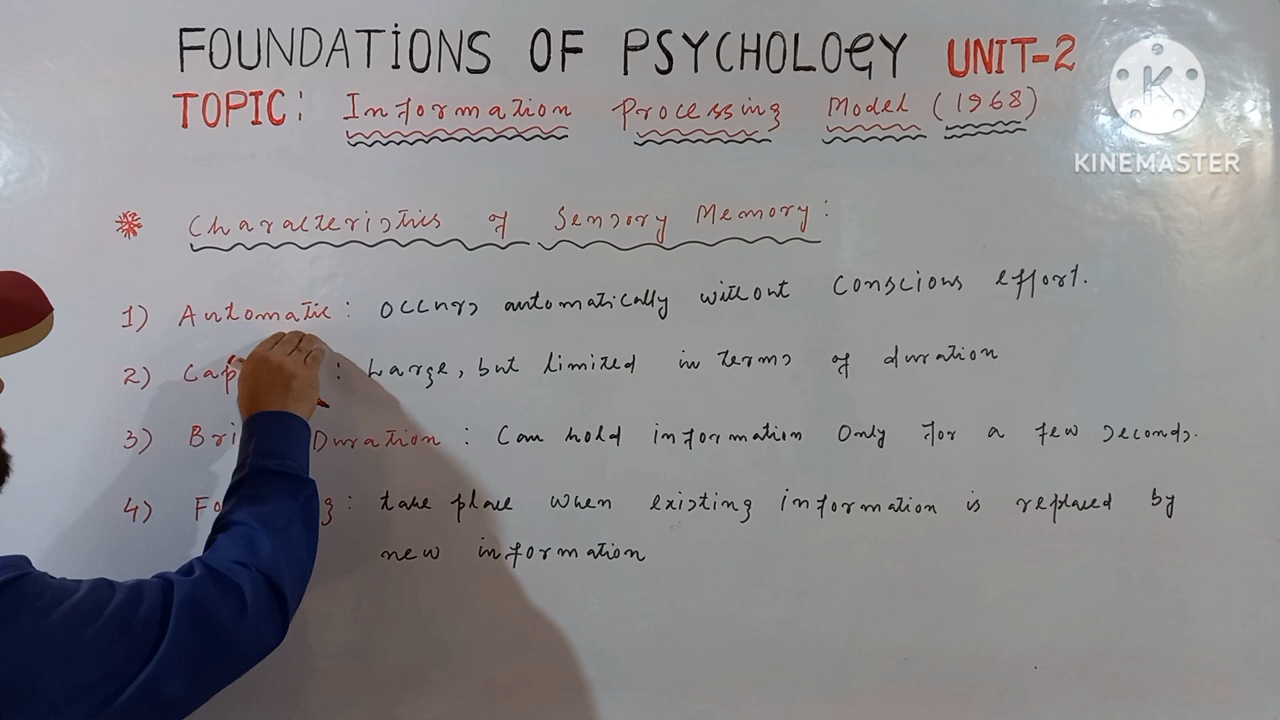 FOUNDATIONS OF PSYCHOLOGY UNIT-2
TOPIC: Information Processing Model (1968)
K
KINEMASTER
Characteristics of Sensory Memory:
1) Automatic: occurs automatically without conscious effort.
2) : Large, but limited in terms of duration
3) Duration: Can hold information Only for a few seconds.
4) : take place when existing information is replaced by
new information